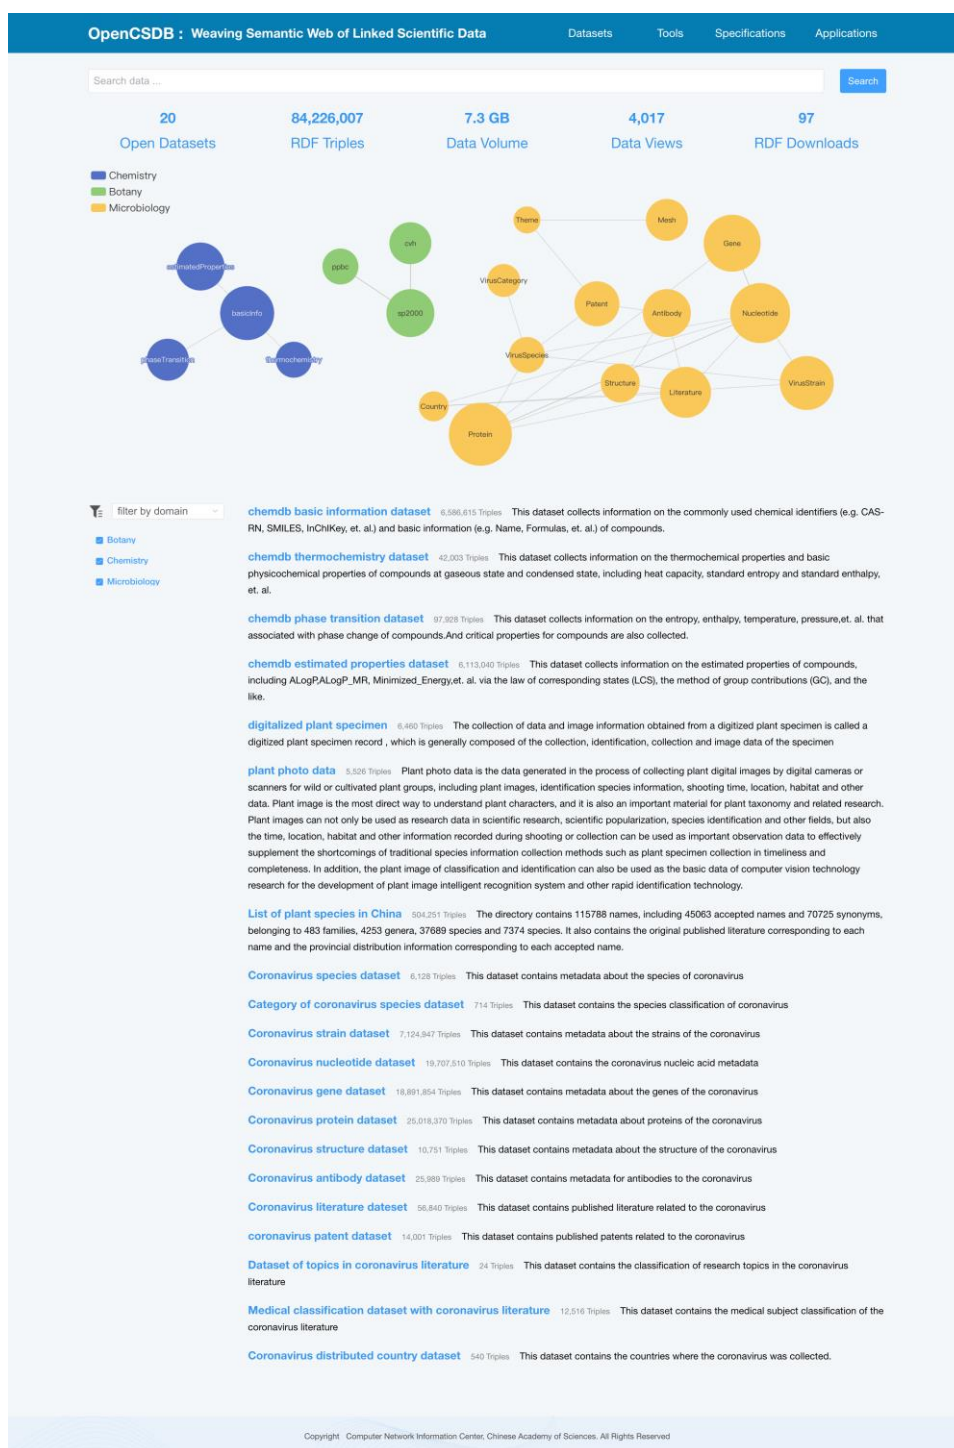 OpenCSDB : Weaving Semantic Web of Linked Scientific Data Datasets Tools Specifications Applications
Search data ... Search
20 84,226,007 7.3 GB 4,017 97
Open Datasets RDF Triples Data Volume Data Views RDF Downloads
Chemistry
Botany
Microbiology
Theme Mesh
cvh Gene
estimatedProperties ppbc
VirusCategory
Patent
basicInfo sp2000 Antibody Nucleotide
phaseTransition thermochemistry VirusSpecies
Structure VirusStrain
Literature
Country
Protein
filter by domain
Botany
Chemistry
Microbiology
chemdb basic information dataset 6,586,615 Triples This dataset collects information on the commonly used chemical identifiers (e.g. CAS-
RN, SMILES, InChIKey, et. al.) and basic information (e.g. Name, Formulas, et. al.) of compounds.
chemdb thermochemistry dataset 42,003 Triples This dataset collects information on the thermochemical properties and basic
physicochemical properties of compounds at gaseous state and condensed state, including heat capacity, standard entropy and standard enthalpy,
et. al.
chemdb phase transition dataset 97,928 Triples This dataset collects information on the entropy, enthalpy, temperature, pressure,et. al. that
associated with phase change of compounds.And critical properties for compounds are also collected.
chemdb estimated properties dataset 6,113,040 Triples This dataset collects information on the estimated properties of compounds,
including ALogP,ALogP_MR, Minimized_Energy,et. al. via the law of corresponding states (LCS), the method of group contributions (GC), and the
like.
digitalized plant specimen 6,460 Triples The collection of data and image information obtained from a digitized plant specimen is called a
digitized plant specimen record , which is generally composed of the collection, identification, collection and image data of the specimen
plant photo data 5,526 Triples Plant photo data is the data generated in the process of collecting plant digital images by digital cameras or
scanners for wild or cultivated plant groups, including plant images, identification species information, shooting time, location, habitat and other
data. Plant image is the most direct way to understand plant characters, and it is also an important material for plant taxonomy and related research.
Plant images can not only be used as research data in scientific research, scientific popularization, species identification and other fields, but also
the time, location, habitat and other information recorded during shooting or collection can be used as important observation data to effectively
supplement the shortcomings of traditional species information collection methods such as plant specimen collection in timeliness and
completeness. In addition, the plant image of classification and identification can also be used as the basic data of computer vision technology
research for the development of plant image intelligent recognition system and other rapid identification technology.
List of plant species in China 504,251 Triples The directory contains 115788 names, including 45063 accepted names and 70725 synonyms,
belonging to 483 families, 4253 genera, 37689 species and 7374 species. It also contains the original published literature corresponding to each
name and the provincial distribution information corresponding to each accepted name.
Coronavirus species dataset 6,128 Triples This dataset contains metadata about the species of coronavirus
Category of coronavirus species dataset 714 Triples This dataset contains the species classification of coronavirus
Coronavirus strain dataset 7,124,947 Triples This dataset contains metadata about the strains of the coronavirus
Coronavirus nucleotide dataset 19,707,510 Triples This dataset contains the coronavirus nucleic acid metadata
Coronavirus gene dataset 18,891,854 Triples This dataset contains metadata about the genes of the coronavirus
Coronavirus protein dataset 25,018,370 Triples This dataset contains metadata about proteins of the coronavirus
Coronavirus structure dataset 10,751 Triples This dataset contains metadata about the structure of the coronavirus
Coronavirus antibody dataset 25,989 Triples This dataset contains metadata for antibodies to the coronavirus
Coronavirus literature dateset 56,840 Triples This dataset contains published literature related to the coronavirus
coronavirus patent dataset 14,001 Triples This dataset contains published patents related to the coronavirus
Dataset of topics in coronavirus literature 24 Triples This dataset contains the classification of research topics in the coronavirus
literature
Medical classification dataset with coronavirus literature 12,516 Triples This dataset contains the medical subject classification of the
coronavirus literature
Coronavirus distributed country dataset 540 Triples This dataset contains the countries where the coronavirus was collected.
Copyright Computer Network Information Center, Chinese Academy of Sciences. All Rights Reserved